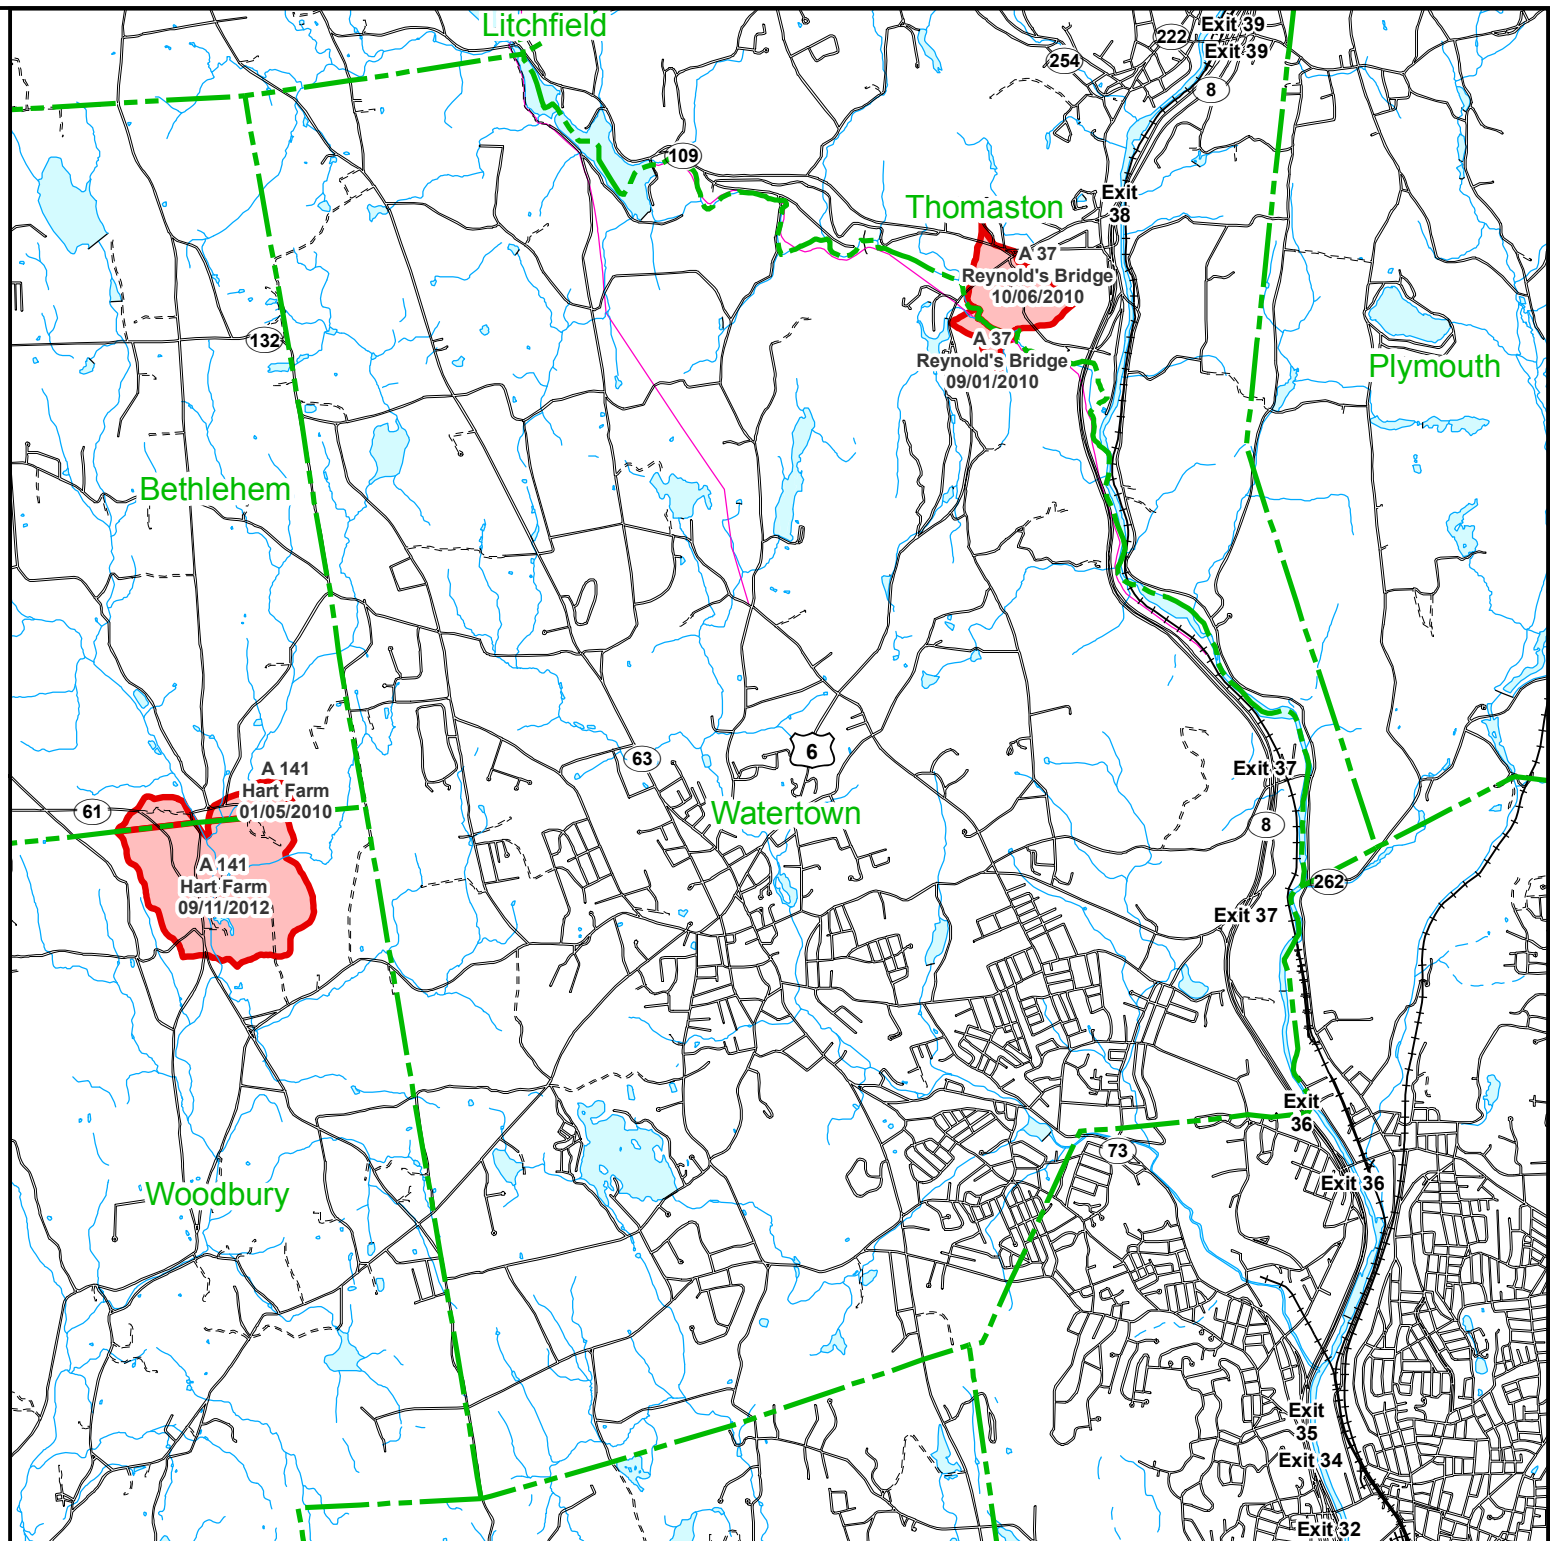 Litchfield
Exit 39
222
Exit 39
254
8
109
Exit
38
Thomaston
A 37
Reynold's Bridge
10/06/2010
132
A 37
Reynold's Bridge
09/01/2010
Plymouth
Bethlehem
6
63
Exit 37
A 141
Hart Farm
01/05/2010
61
Watertown
8
A 141
Hart Farm
09/11/2012
262
Exit 37
Exit
36
73
Exit 36
Woodbury
Exit
35
Exit 34
Exit 32